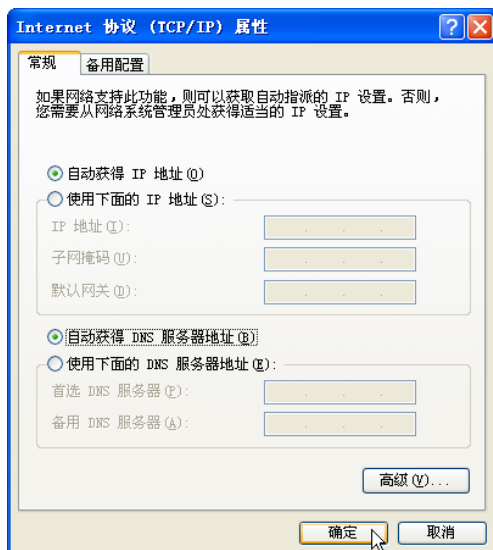 Internet 协议 (TCP/IP) 属性
常规 备用配置
如果网络支持此功能，则可以获取自动指派的 IP 设置。否则，
您需要从网络系统管理员处获得适当的 IP 设置。
自动获得 IP 地址(O)
使用下面的 IP 地址(S):
IP 地址(I):
子网掩码(U):
默认网关(D):
自动获得 DNS 服务器地址(B)
使用下面的 DNS 服务器地址(E):
首选 DNS 服务器(P):
备用 DNS 服务器(A):
高级(V)...
确定 取消